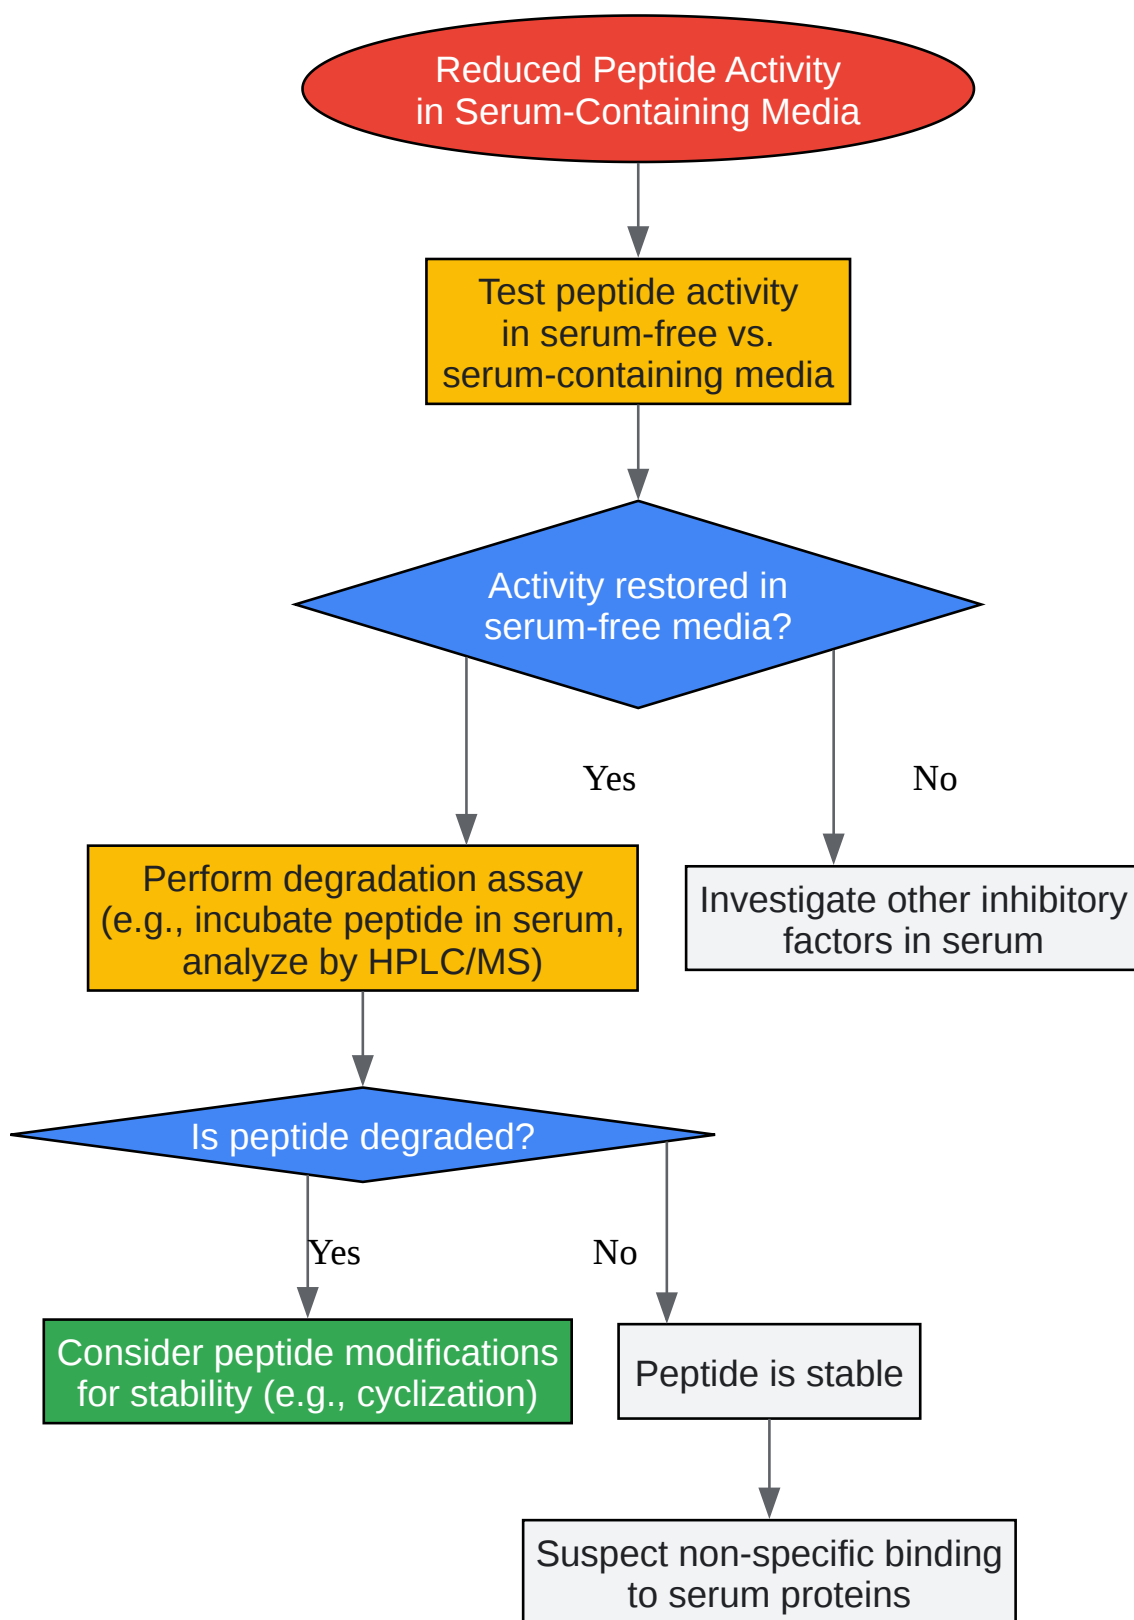 Reduced Peptide Activity
in Serum-Containing Media
Test peptide activity
in serum-free vs.
serum-containing media
Activity restored in
serum-free media?
Yes
No
Perform degradation assay
(e.g., incubate peptide in serum,
analyze by HPLC/MS)
Investigate other inhibitory
factors in serum
Is peptide degraded?
Yes
No
Consider peptide modifications
for stability (e.g., cyclization)
Peptide is stable
Suspect non-specific binding
to serum proteins